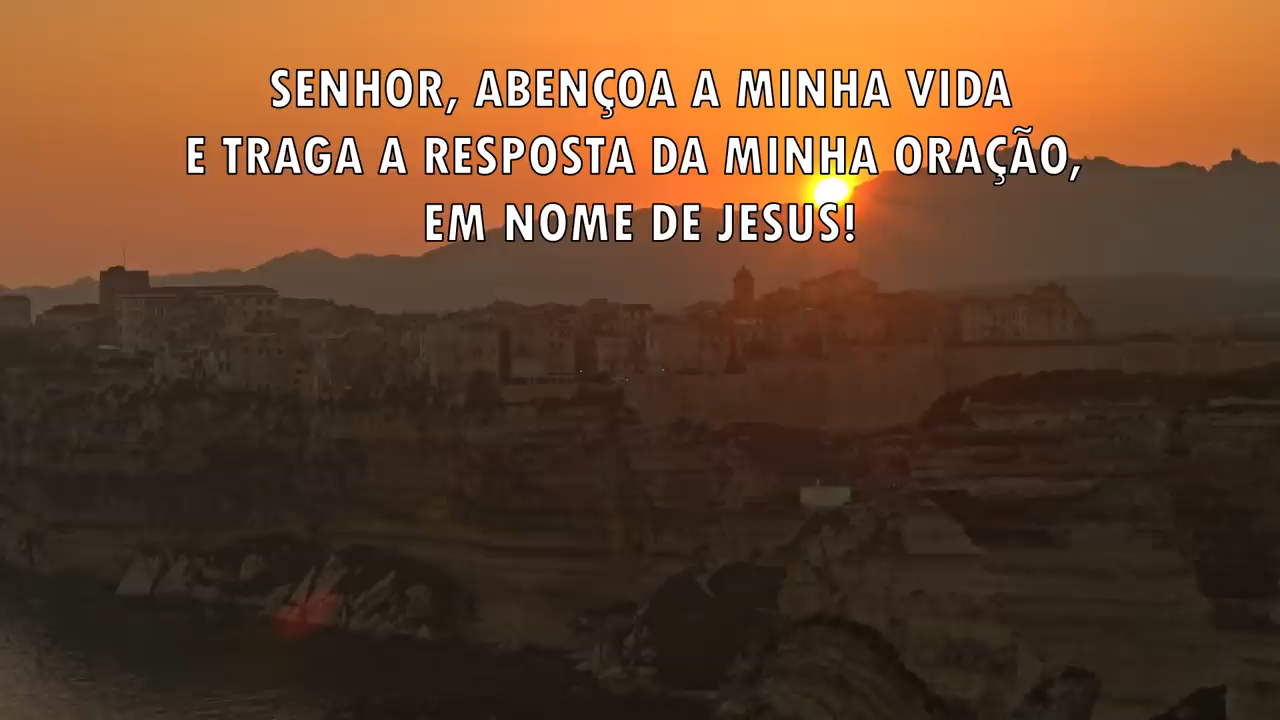 SENHOR, ABENÇOA A MINHA VIDA
E TRAGA A RESPOSTA DA MINHA ORAÇÃO,
EM NOME DE JESUS!